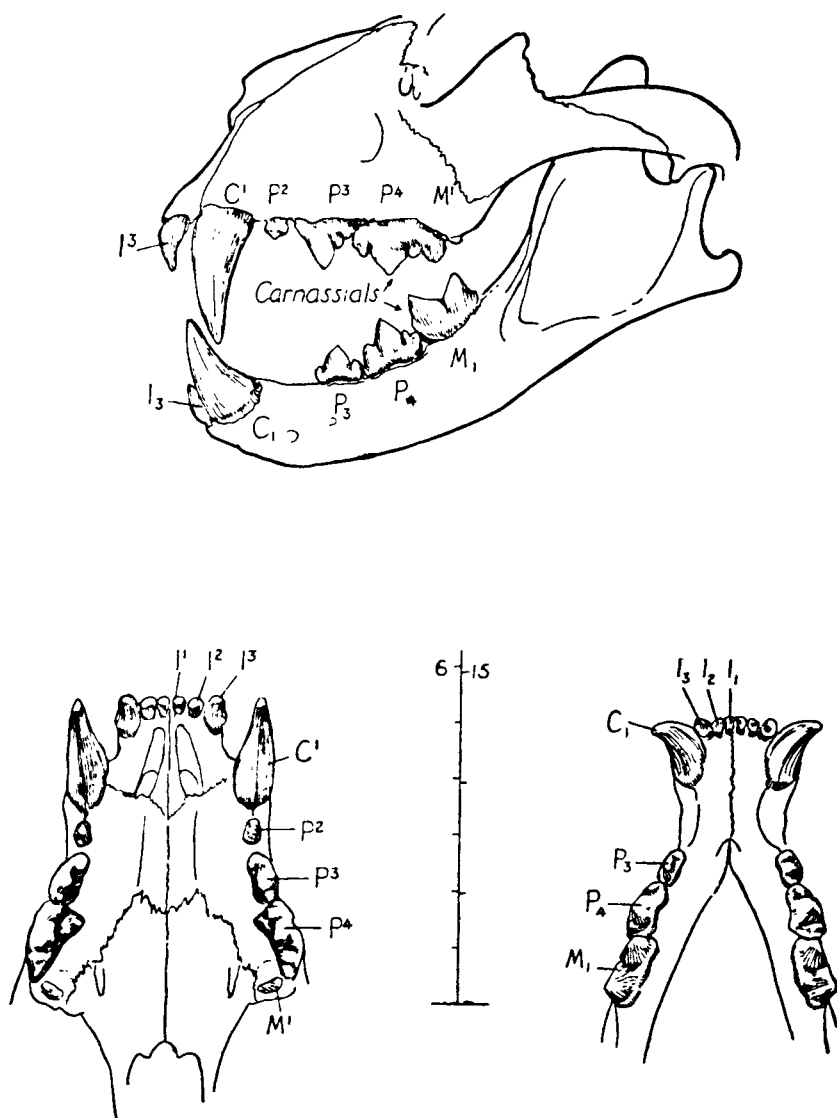 C¹ P² P³ P⁴ M¹
I³
Carnassials
M₁
I₃ P₃ P₄
C₁
I¹ I² I³
C¹
P²
P³
P⁴
M¹
6 15
I₃ I₂ I₁
C₁
P₃
P₄
M₁